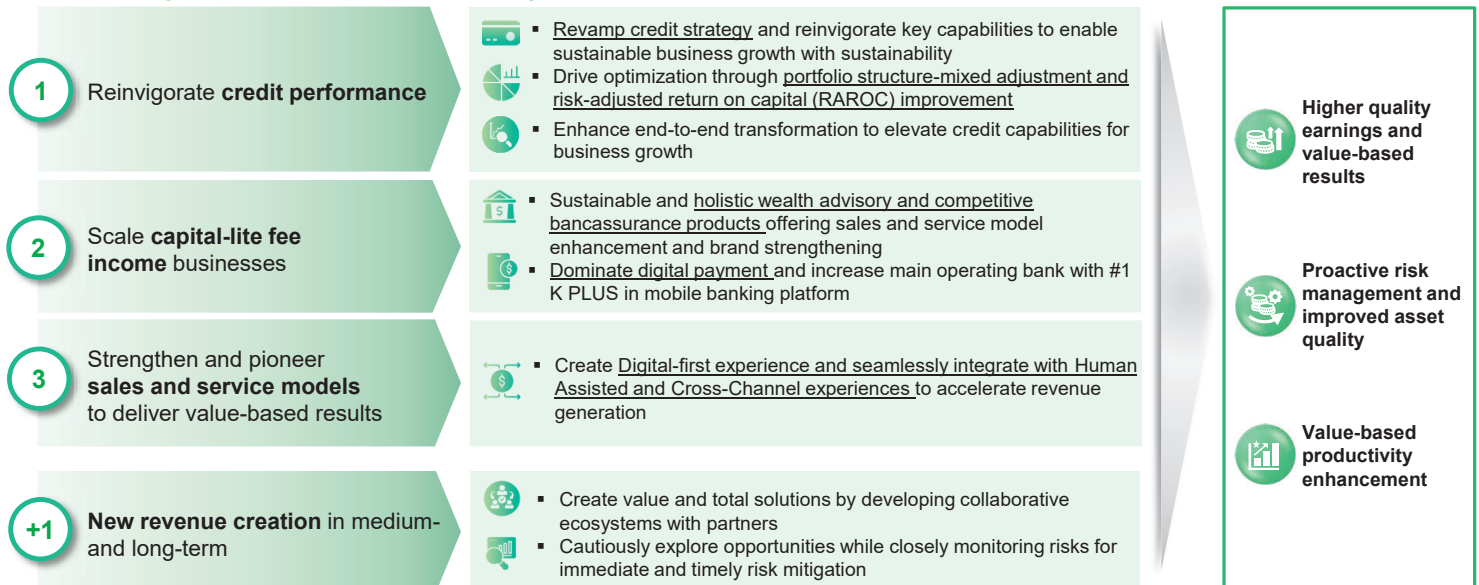 1
Reinvigorate credit performance
▪ Revamp credit strategy and reinvigorate key capabilities to enable
sustainable business growth with sustainability
▪ Drive optimization through portfolio structure-mixed adjustment and
risk-adjusted return on capital (RAROC) improvement
▪ Enhance end-to-end transformation to elevate credit capabilities for
business growth
2
Scale capital-lite fee
income businesses
▪ Sustainable and holistic wealth advisory and competitive
bancassurance products offering sales and service model
enhancement and brand strengthening
▪ Dominate digital payment and increase main operating bank with #1
K PLUS in mobile banking platform
3
Strengthen and pioneer
sales and service models
to deliver value-based results
▪ Create Digital-first experience and seamlessly integrate with Human
Assisted and Cross-Channel experiences to accelerate revenue
generation
+1
New revenue creation in medium-
and long-term
▪ Create value and total solutions by developing collaborative
ecosystems with partners
▪ Cautiously explore opportunities while closely monitoring risks for
immediate and timely risk mitigation
Higher quality
earnings and
value-based
results
Proactive risk
management and
improved asset
quality
Value-based
productivity
enhancement